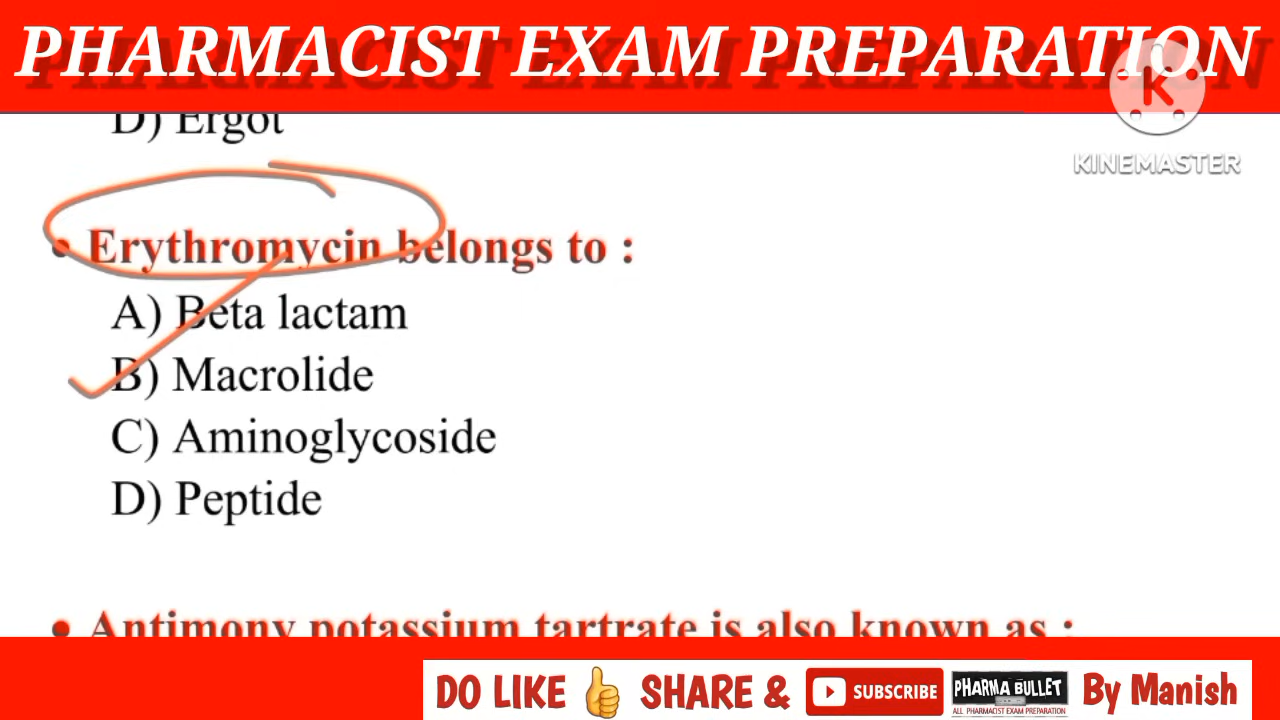 PHARMACIST EXAM PREPARATION
K
KINEMASTER
D) Ergot
• Erythromycin belongs to :
A) Beta lactam
B) Macrolide
C) Aminoglycoside
D) Peptide
• Antimony potassium tartrate is also known as :
DO LIKE 👍 SHARE & SUBSCRIBE PHARMA BULLET By Manish
ALL PHARMACIST EXAM PREPARATION